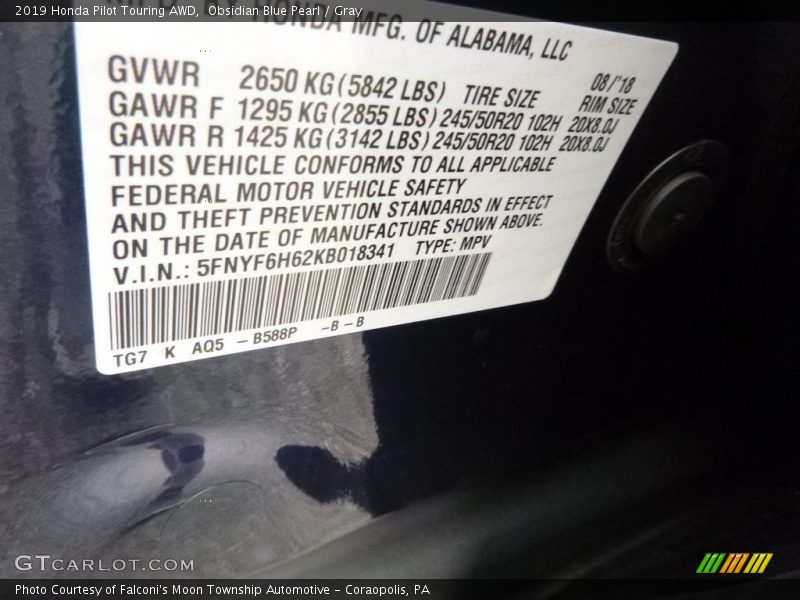 2019 Honda Pilot Touring AWD, Obsidian Blue Pearl / Gray
BY HONDA MFG. OF ALABAMA, LLC
08/'18
GVWR 2650 KG (5842 LBS) TIRE SIZE RIM SIZE
GAWR F 1295 KG (2855 LBS) 245/50R20 102H 20X8.0J
GAWR R 1425 KG (3142 LBS) 245/50R20 102H 20X8.0J
THIS VEHICLE CONFORMS TO ALL APPLICABLE
FEDERAL MOTOR VEHICLE SAFETY
AND THEFT PREVENTION STANDARDS IN EFFECT
ON THE DATE OF MANUFACTURE SHOWN ABOVE.
V.I.N.: 5FNYF6H62KB018341 TYPE: MPV
TG7 K AQ5 - B588P -B-B
GTCARLOT.COM
Photo Courtesy of Falconi's Moon Township Automotive - Coraopolis, PA